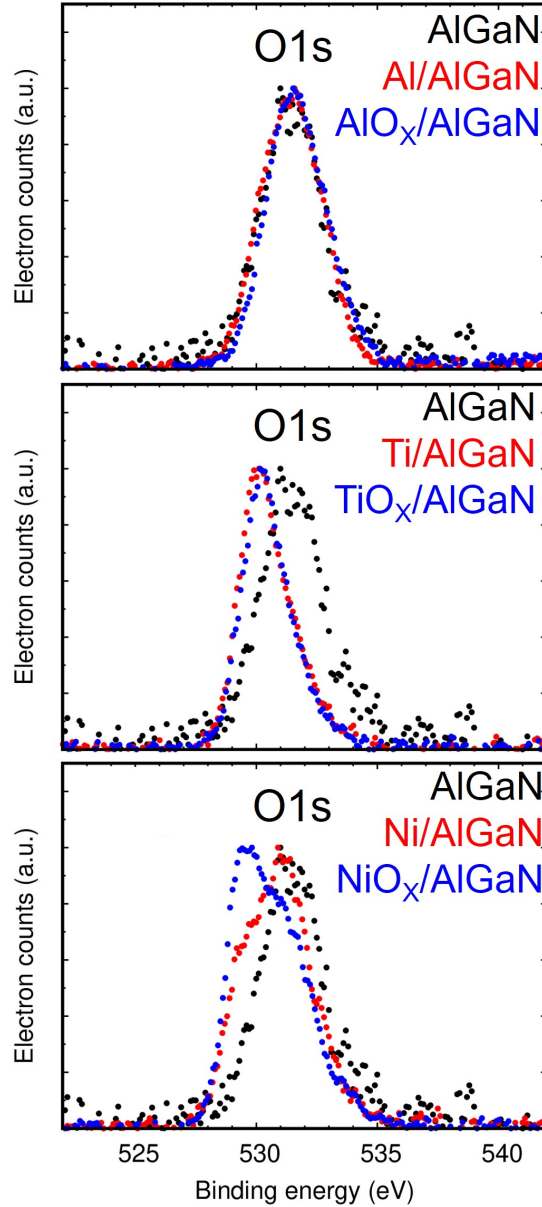 O1s
AlGaN
Al/AlGaN
AlOX/AlGaN
Electron counts (a.u.)
O1s
AlGaN
Ti/AlGaN
TiOX/AlGaN
Electron counts (a.u.)
O1s
AlGaN
Ni/AlGaN
NiOX/AlGaN
Electron counts (a.u.)
525 530 535 540
Binding energy (eV)